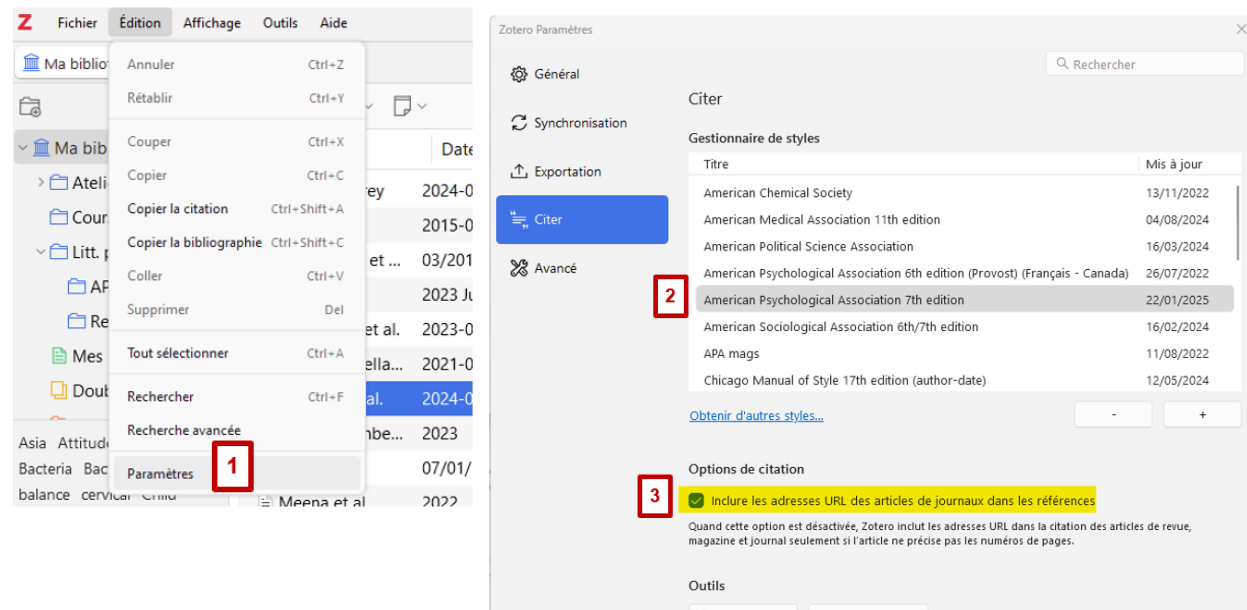 Z Fichier Édition Affichage Outils Aide
Ma biblio
Annuler Ctrl+Z
Rétablir Ctrl+Y
Couper Ctrl+X
Copier Ctrl+C
Copier la citation Ctrl+Shift+A
Copier la bibliographie Ctrl+Shift+C
Coller Ctrl+V
Supprimer Del
Tout sélectionner Ctrl+A
Rechercher Ctrl+F
Recherche avancée
Paramètres
1
Ma bib
Ateli
Cour
Litt. p
AP
Re
Mes
Doub
Asia Attitud
Bacteria Bac
balance cervical Child
Date
rey 2024-0
2015-0
et ... 03/201
2023 Ju
et al. 2023-0
ella... 2021-0
al. 2024-0
nbe... 2023
07/01/
Meena et al. 2022
Zotero Paramètres
Rechercher
Général
Synchronisation
Exportation
Citer
Avancé
Citer
Gestionnaire de styles
Titre Mis à jour
American Chemical Society 13/11/2022
American Medical Association 11th edition 04/08/2024
American Political Science Association 16/03/2024
American Psychological Association 6th edition (Provost) (Français - Canada) 26/07/2022
2 American Psychological Association 7th edition 22/01/2025
American Sociological Association 6th/7th edition 16/02/2024
APA mags 11/08/2022
Chicago Manual of Style 17th edition (author-date) 12/05/2024
Obtenir d'autres styles... - +
Options de citation
3 Inclure les adresses URL des articles de journaux dans les références
Quand cette option est désactivée, Zotero inclut les adresses URL dans la citation des articles de revue,
magazine et journal seulement si l'article ne précise pas les numéros de pages.
Outils